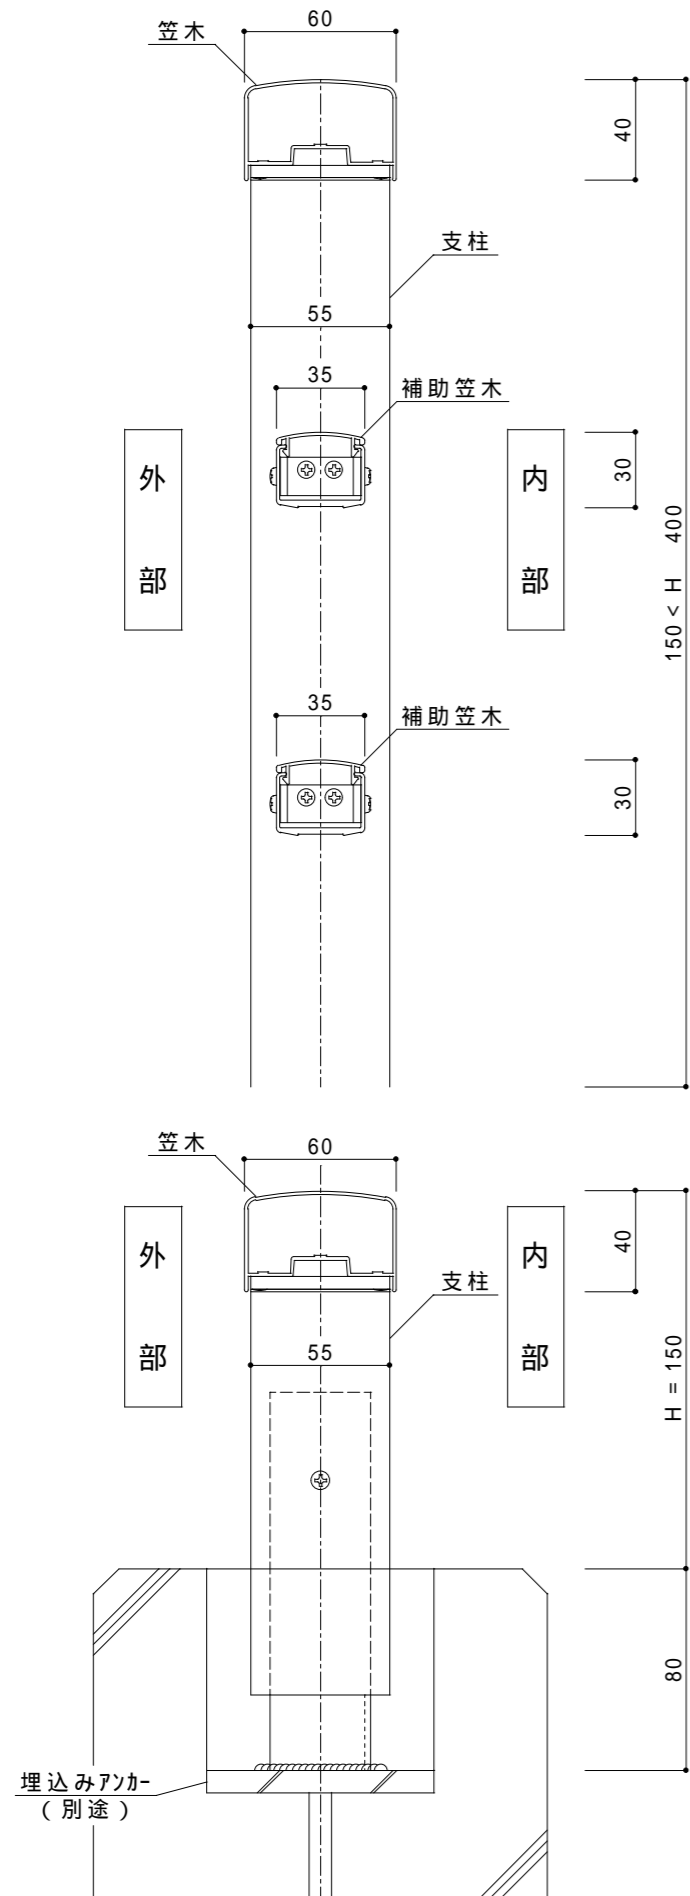 60
笠木
40
支柱
55
35
補助笠木
外部
内部
30
150 < H 400
35
補助笠木
30
笠木
60
外部
内部
40
支柱
55
H = 150
80
埋込みｱﾝｶｰ
( 別途 )